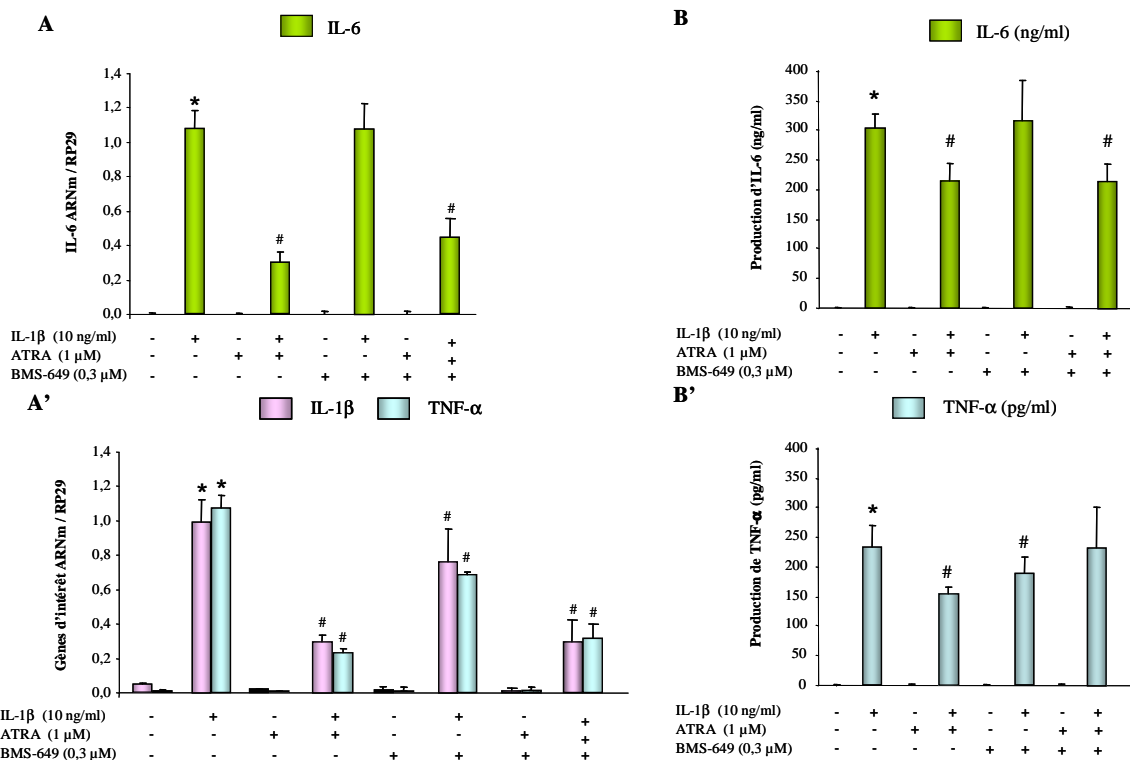 A
IL-6
IL-6 ARNm / RP29
1,4
1,2
1,0
0,8
0,6
0,4
0,2
0,0
*
#
#
IL-1β (10 ng/ml) - + - + - + - +
ATRA (1 µM) - - + + - - + +
BMS-649 (0,3 µM) - - - - + + + +
B
IL-6 (ng/ml)
Production d'IL-6 (ng/ml)
400
350
300
250
200
150
100
50
0
*
#
#
IL-1β (10 ng/ml) - + - + - + - +
ATRA (1 µM) - - + + - - + +
BMS-649 (0,3 µM) - - - - + + + +
A'
IL-1β
TNF-α
Gènes d'intérêt ARNm / RP29
1,4
1,2
1,0
0,8
0,6
0,4
0,2
0,0
* *
# #
# #
# #
IL-1β (10 ng/ml) - + - + - + - +
ATRA (1 µM) - - + + - - + +
BMS-649 (0,3 µM) - - - - + + + +
B'
TNF-α (pg/ml)
Production de TNF-α (pg/ml)
400
350
300
250
200
150
100
50
0
*
#
#
IL-1β (10 ng/ml) - + - + - + - +
ATRA (1 µM) - - + + - - + +
BMS-649 (0,3 µM) - - - - + + + +